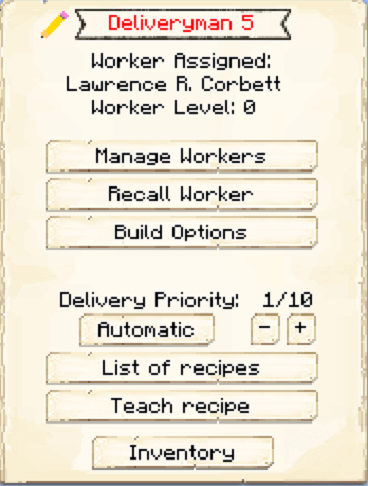 Deliveryman 5
Worker Assigned:
Lawrence R. Corbett
Worker Level: 0
Manage Workers
Recall Worker
Build Options
Delivery Priority: 1/10
Automatic - +
List of recipes
Teach recipe
Inventory